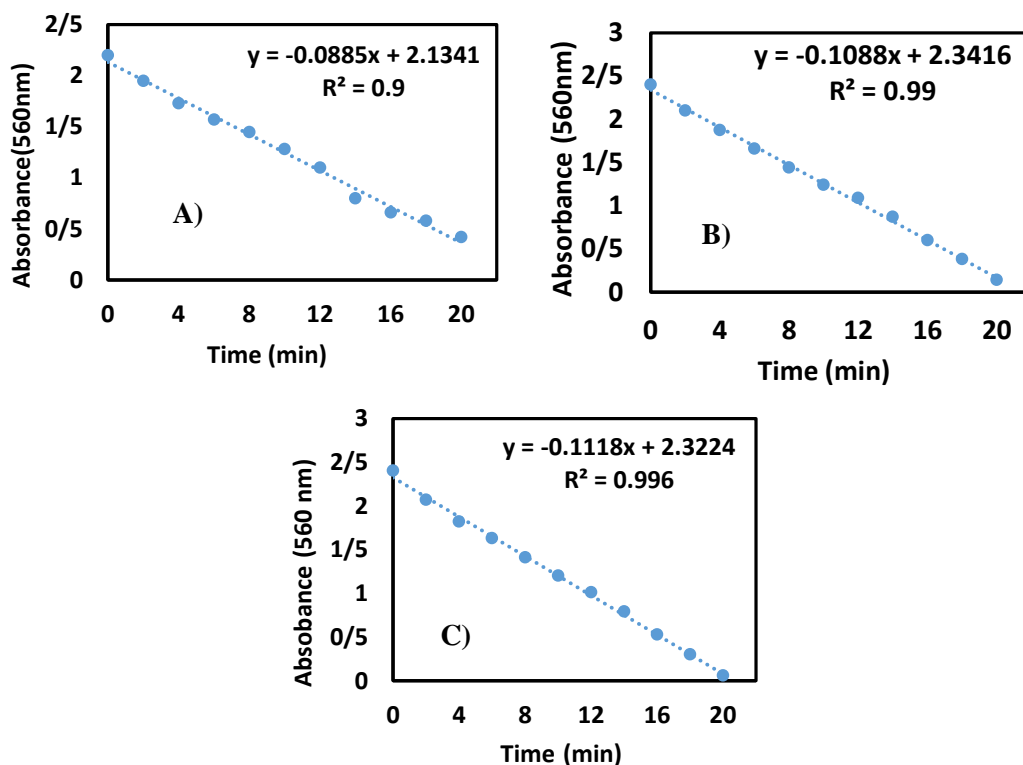 Absorbance(560nm)
2/5
2
1/5
1
0/5
0
y = -0.0885x + 2.1341
R² = 0.9
A)
0 4 8 12 16 20
Time (min)
Absorbance (560nm)
3
2/5
2
1/5
1
0/5
0
y = -0.1088x + 2.3416
R² = 0.99
B)
0 4 8 12 16 20
Time (min)
Absobance (560 nm)
3
2/5
2
1/5
1
0/5
0
y = -0.1118x + 2.3224
R² = 0.996
C)
0 4 8 12 16 20
Time (min)